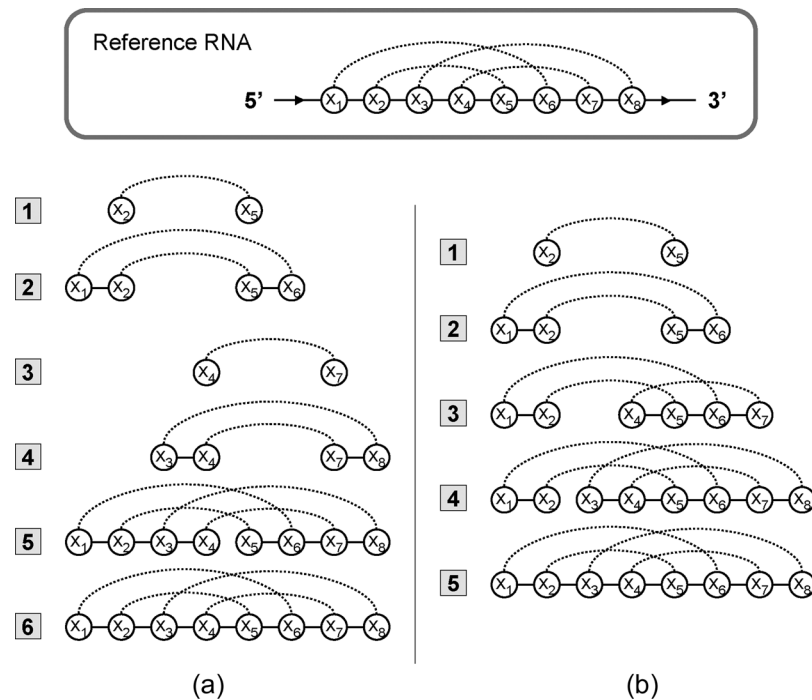 Reference RNA
5' X1 X2 X3 X4 X5 X6 X7 X8 3'
1 X2 X5
2 X1 X2 X5 X6
3 X4 X7
4 X3 X4 X7 X8
5 X1 X2 X3 X4 X5 X6 X7 X8
6 X1 X2 X3 X4 X5 X6 X7 X8
(a)
1 X2 X5
2 X1 X2 X5 X6
3 X1 X2 X4 X5 X6 X7
4 X1 X2 X3 X4 X5 X6 X7 X8
5 X1 X2 X3 X4 X5 X6 X7 X8
(b)